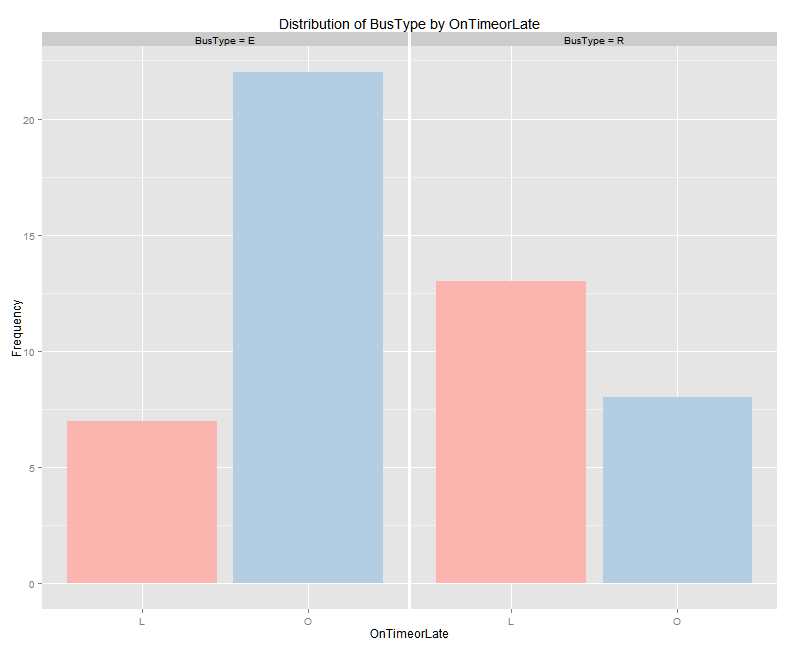 Distribution of BusType by OnTimeorLate
BusType = E
BusType = R
20
15
10
5
0
Frequency
L
O
L
O
OnTimeorLate